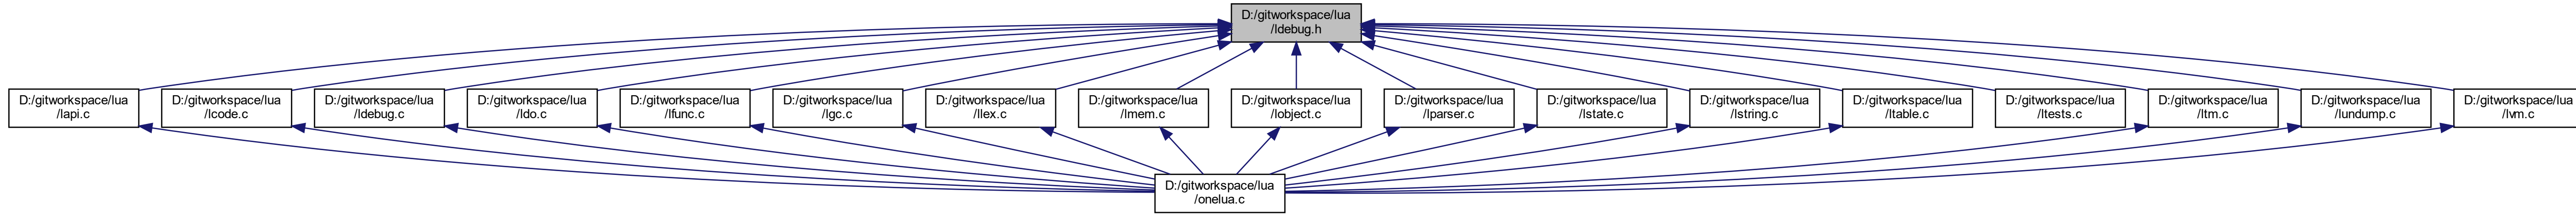 D:/gitworkspace/lua
/ldebug.h
D:/gitworkspace/lua
/lapi.c
D:/gitworkspace/lua
/lcode.c
D:/gitworkspace/lua
/ldebug.c
D:/gitworkspace/lua
/ldo.c
D:/gitworkspace/lua
/lfunc.c
D:/gitworkspace/lua
/lgc.c
D:/gitworkspace/lua
/llex.c
D:/gitworkspace/lua
/lmem.c
D:/gitworkspace/lua
/lobject.c
D:/gitworkspace/lua
/lparser.c
D:/gitworkspace/lua
/lstate.c
D:/gitworkspace/lua
/lstring.c
D:/gitworkspace/lua
/ltable.c
D:/gitworkspace/lua
/ltests.c
D:/gitworkspace/lua
/ltm.c
D:/gitworkspace/lua
/lundump.c
D:/gitworkspace/lua
/lvm.c
D:/gitworkspace/lua
/onelua.c